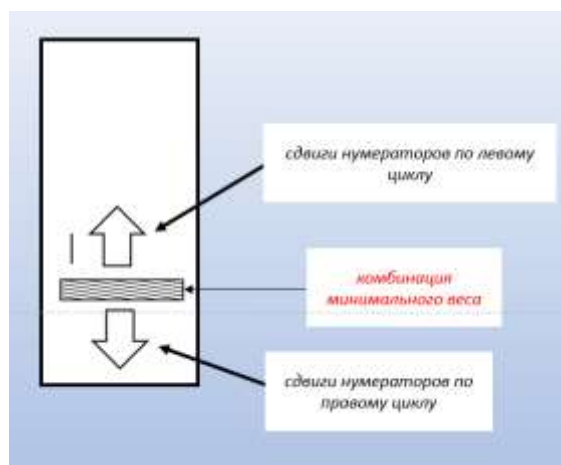 сдвиги нумераторов по левому
циклу
комбинация
минимального веса
сдвиги нумераторов по
правому циклу